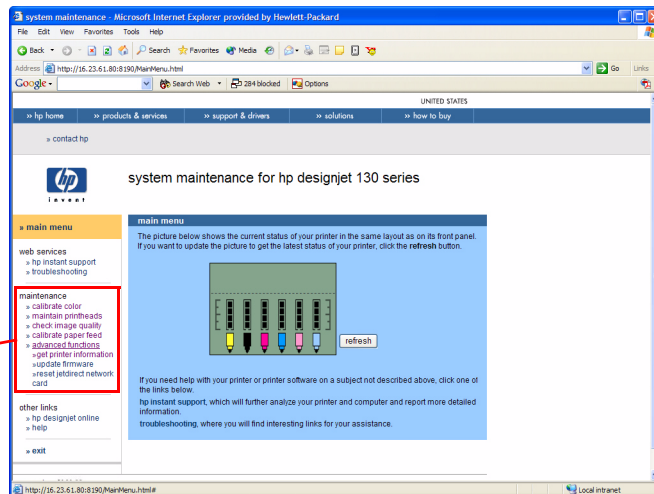 system maintenance - Microsoft Internet Explorer provided by Hewlett-Packard
File Edit View Favorites Tools Help
Back Search Favorites Media
Address http://16.23.61.80:8190/MainMenu.html Go Links
Google Search Web 284 blocked Options
UNITED STATES
» hp home » products & services » support & drivers » solutions » how to buy
» contact hp
hp
invent
system maintenance for hp designjet 130 series
» main menu
web services
» hp instant support
» troubleshooting
maintenance
» calibrate color
» maintain printheads
» check image quality
» calibrate paper feed
» advanced functions
»get printer information
»update firmware
»reset jetdirect network
card
other links
» hp designjet online
» help
» exit
main menu
The picture below shows the current status of your printer in the same layout as on its front panel.
If you want to update the picture to get the latest status of your printer, click the refresh button.
refresh
If you need help with your printer or printer software on a subject not described above, click one of
the links below.
hp instant support, which will further analyze your printer and computer and report more detailed
information.
troubleshooting, where you will find interesting links for your assistance.
http://16.23.61.80:8190/MainMenu.html# Local intranet